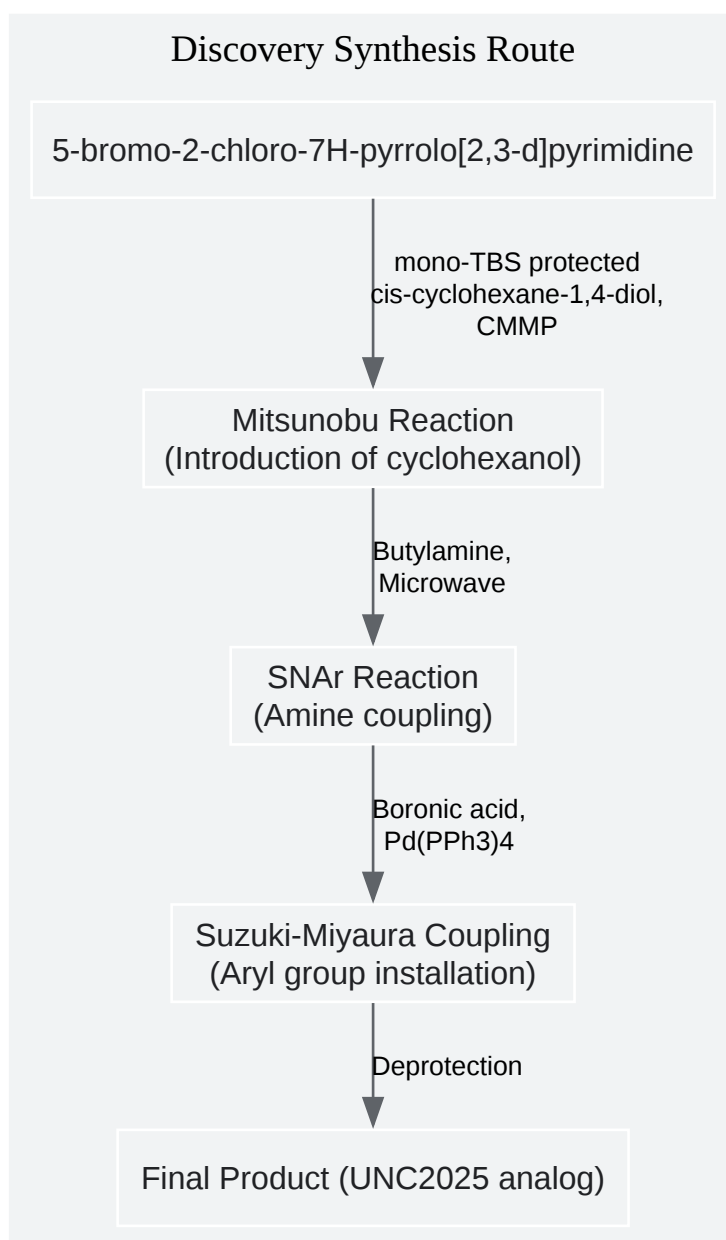 Discovery Synthesis Route
5-bromo-2-chloro-7H-pyrrolo[2,3-d]pyrimidine
mono-TBS protected
cis-cyclohexane-1,4-diol,
CMMP
Mitsunobu Reaction
(Introduction of cyclohexanol)
Butylamine,
Microwave
SNAr Reaction
(Amine coupling)
Boronic acid,
Pd(PPh3)4
Suzuki-Miyaura Coupling
(Aryl group installation)
Deprotection
Final Product (UNC2025 analog)